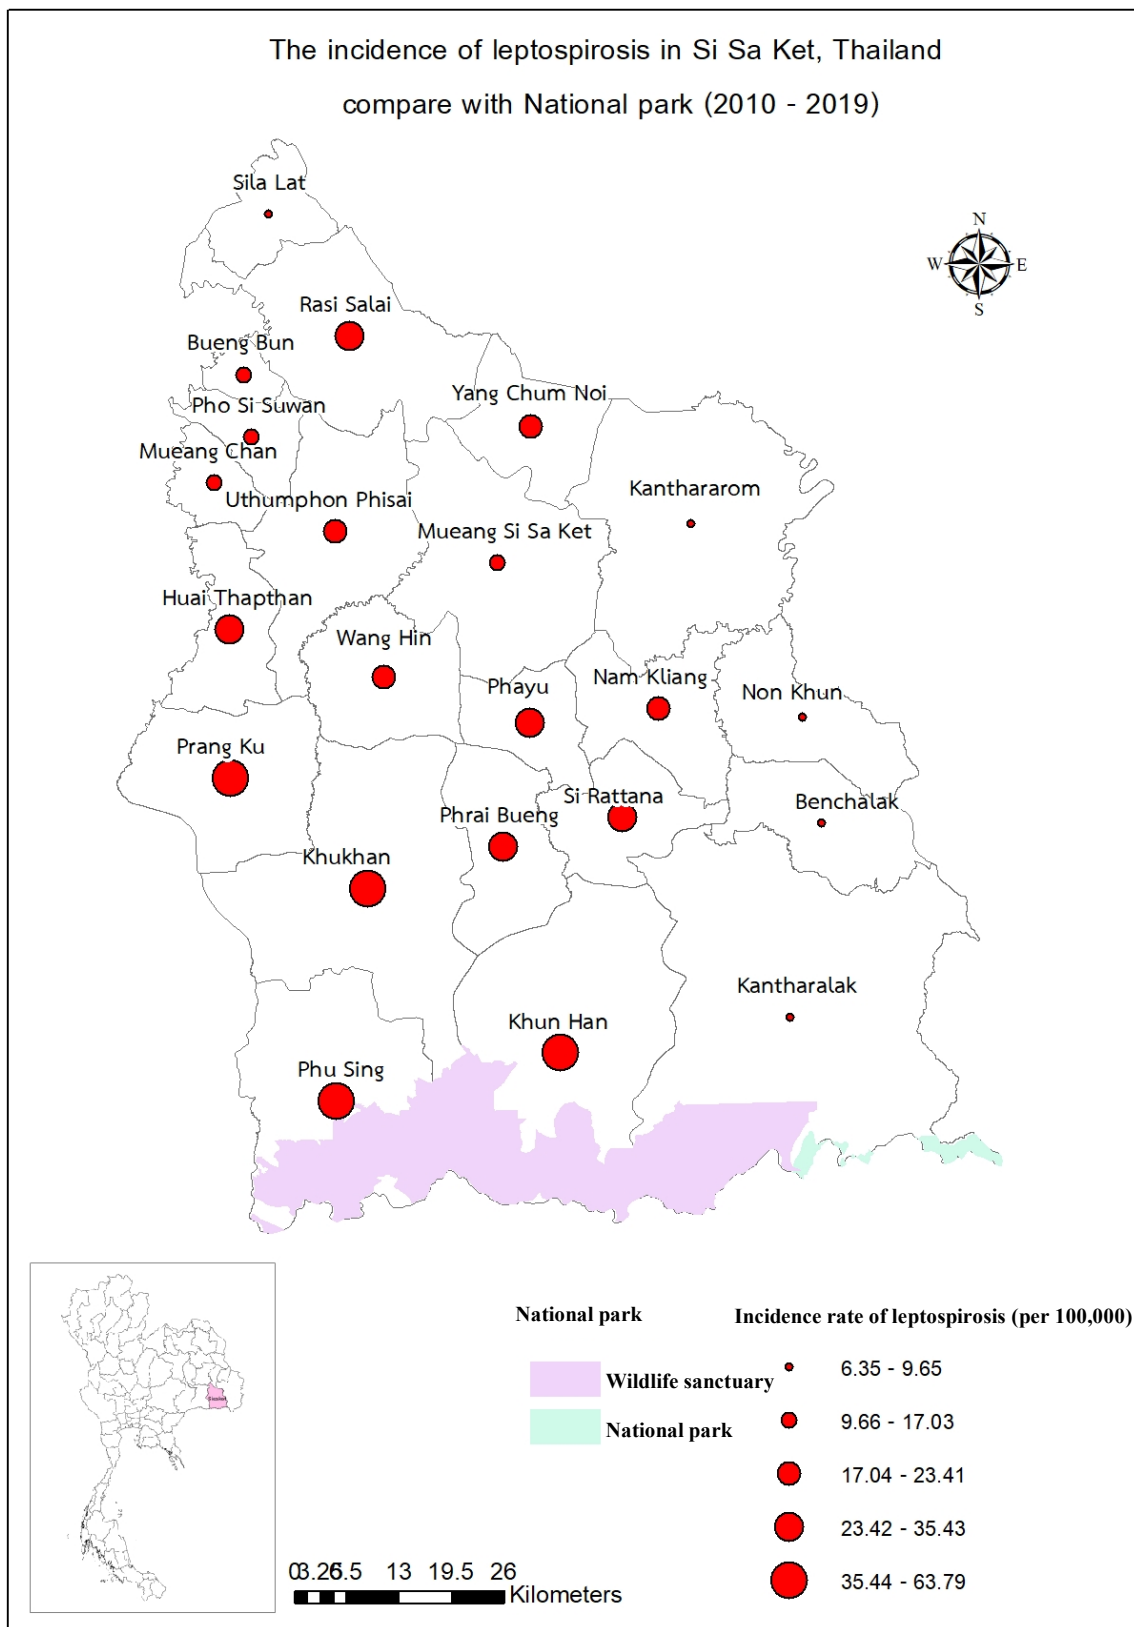 The incidence of leptospirosis in Si Sa Ket, Thailand
compare with National park (2010 - 2019)
Sila Lat
N
W
E
S
Rasi Salai
Bueng Bun
Yang Chum Noi
Pho Si Suwan
Mueang Chan
Kanthararom
Uthumphon Phisai
Mueang Si Sa Ket
Huai Thapthan
Wang Hin
Nam Kliang
Phayu
Non Khun
Prang Ku
Si Rattana
Benchalak
Phrai Bueng
Khukhan
Kantharalak
Khun Han
Phu Sing
National park
Wildlife sanctuary
National park
Incidence rate of leptospirosis (per 100,000)
6.35 - 9.65
9.66 - 17.03
17.04 - 23.41
23.42 - 35.43
35.44 - 63.79
0 3.25 6.5 13 19.5 26
Kilometers